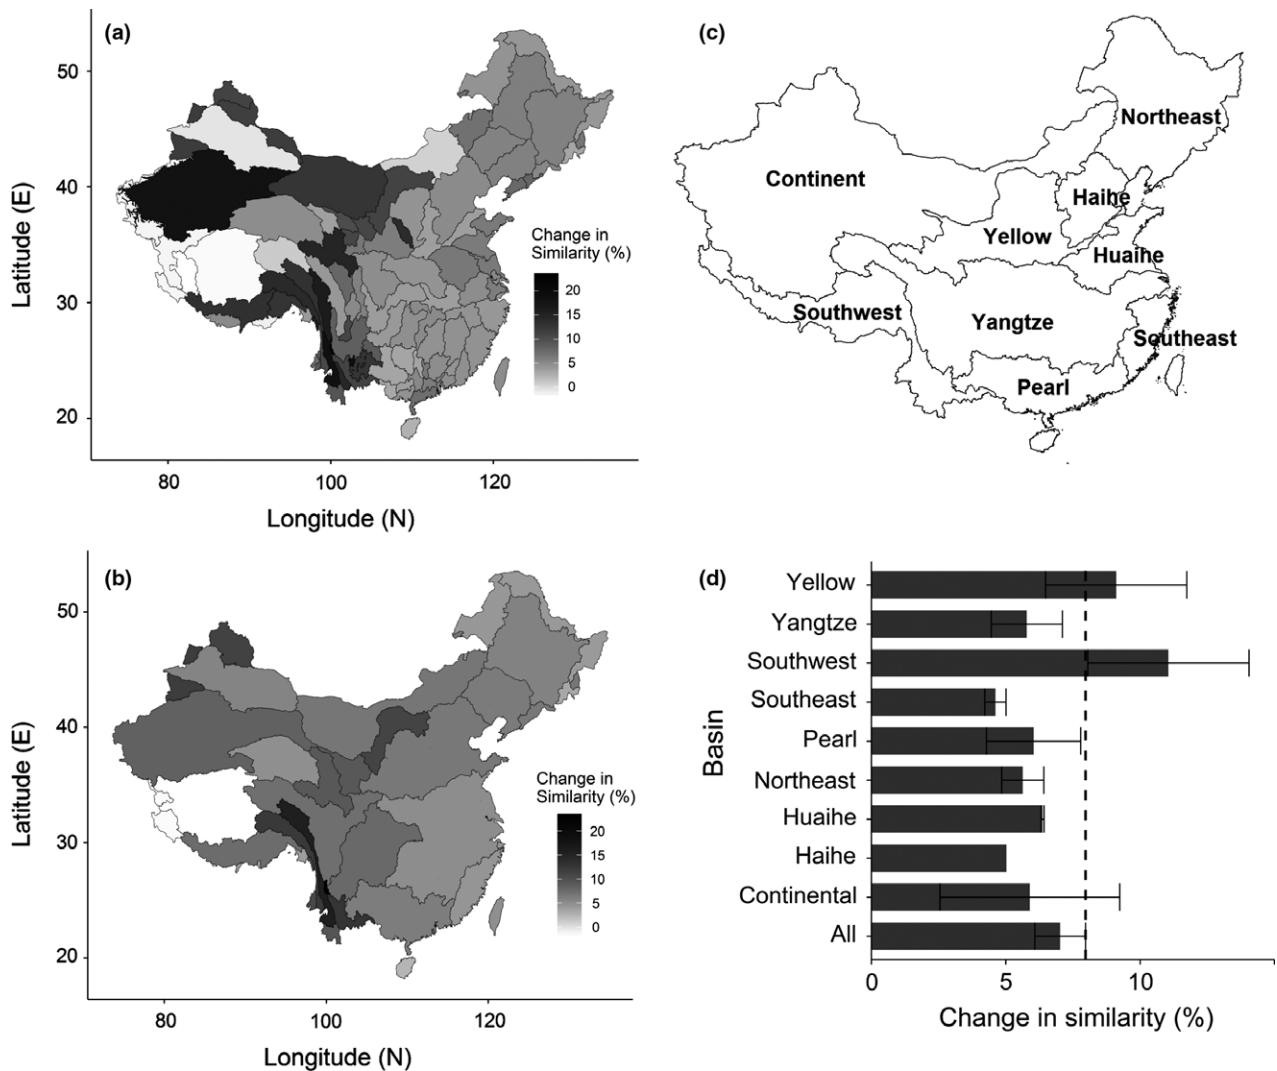 (a)
50
40
30
20
Latitude (E)
80
100
120
Longitude (N)
Change in
Similarity (%)
20
15
10
5
0
(c)
Northeast
Continent
Haihe
Yellow
Huaihe
Southwest
Yangtze
Southeast
Pearl
(b)
50
40
30
20
Latitude (E)
80
100
120
Longitude (N)
Change in
Similarity (%)
20
15
10
5
0
(d)
Basin
Yellow
Yangtze
Southwest
Southeast
Pearl
Northeast
Huaihe
Haihe
Continental
All
0
5
10
Change in similarity (%)